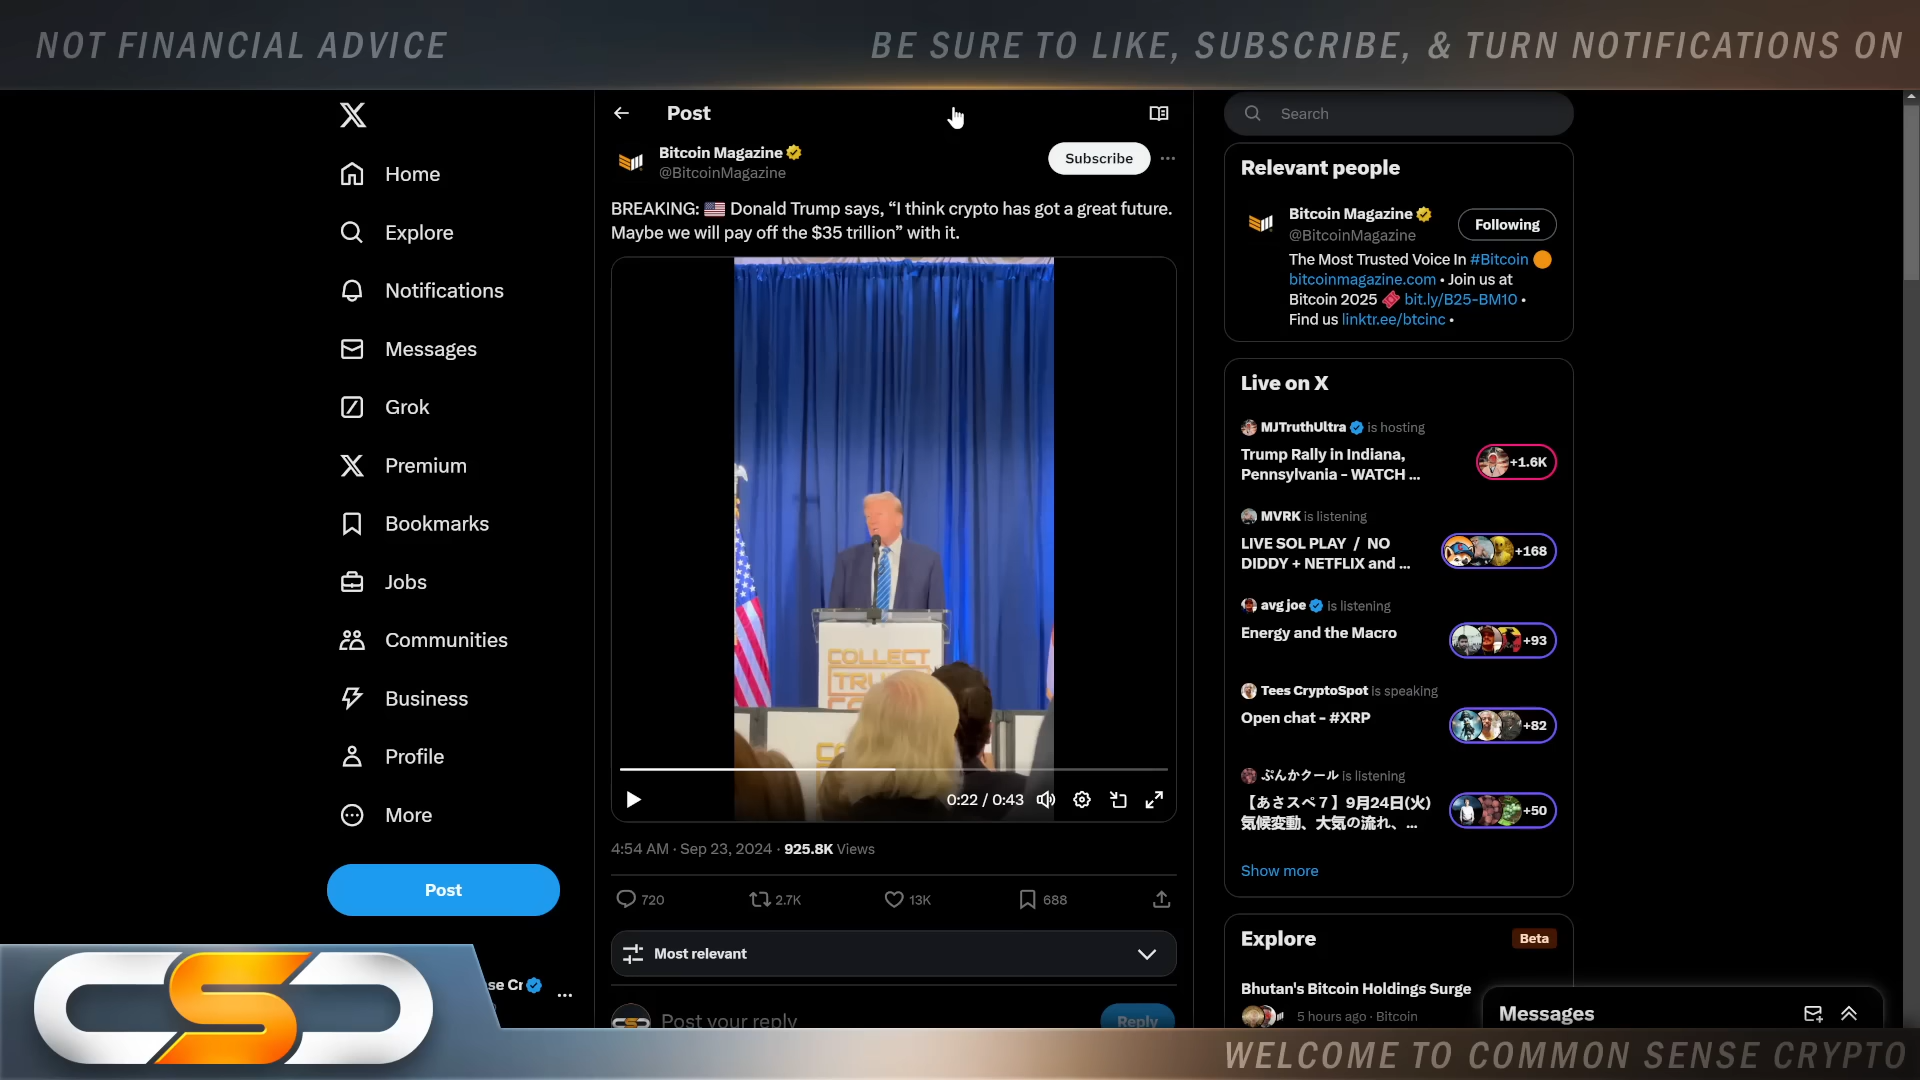 NOT FINANCIAL ADVICE
BE SURE TO LIKE, SUBSCRIBE, & TURN NOTIFICATIONS ON
Home
Explore
Notifications
Messages
Grok
Premium
Bookmarks
Jobs
Communities
Business
Profile
More
Post
se Cr
Post
Bitcoin Magazine
@BitcoinMagazine
Subscribe
BREAKING: 🇺🇸 Donald Trump says, “I think crypto has got a great future.
Maybe we will pay off the $35 trillion” with it.
COLLECT
0:22 / 0:43
4:54 AM · Sep 23, 2024 · 925.8K Views
720
2.7K
13K
688
Most relevant
Post your reply
Reply
Search
Relevant people
Bitcoin Magazine
@BitcoinMagazine
Following
The Most Trusted Voice In #Bitcoin
bitcoinmagazine.com • Join us at
Bitcoin 2025 bit.ly/B25-BM10 •
Find us linktr.ee/btcinc •
Live on X
MJTruthUltra is hosting
Trump Rally in Indiana,
Pennsylvania - WATCH ...
+1.6K
MVRK is listening
LIVE SOL PLAY / NO
DIDDY + NETFLIX and ...
+168
avg joe is listening
Energy and the Macro
+93
Tees CryptoSpot is speaking
Open chat - #XRP
+82
ぷんかクール is listening
【あさスペ７】9月24日(火)
気候変動、大気の流れ、...
+50
Show more
Explore
Beta
Bhutan's Bitcoin Holdings Surge
5 hours ago · Bitcoin
Messages
CSC
WELCOME TO COMMON SENSE CRYPTO